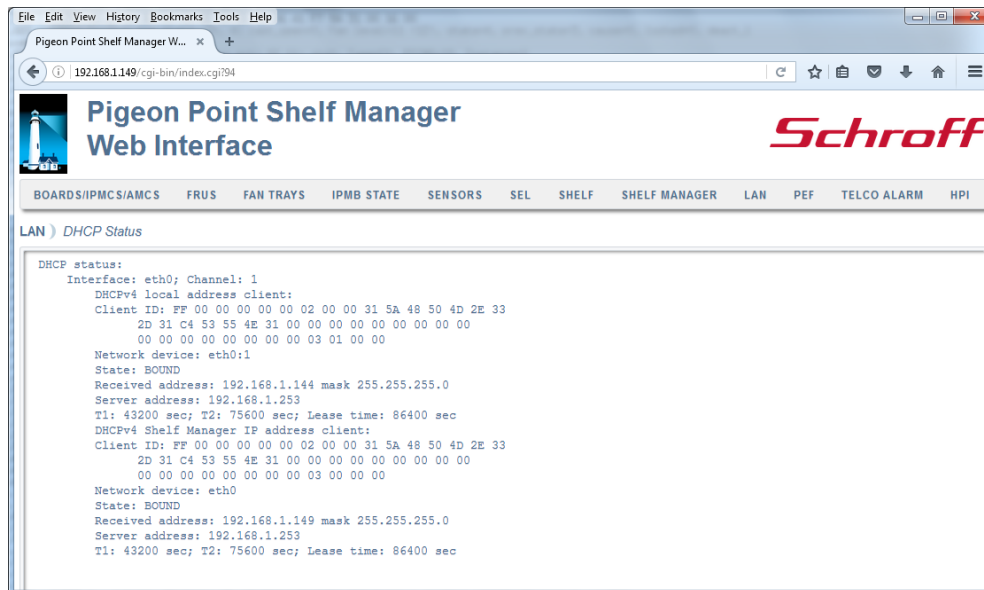 File Edit View History Bookmarks Tools Help
Pigeon Point Shelf Manager W... × +
192.168.1.149/cgi-bin/index.cgi?94
Pigeon Point Shelf Manager
Web Interface
Schroff
BOARDS/IPMCS/AMCS FRUS FAN TRAYS IPMB STATE SENSORS SEL SHELF SHELF MANAGER LAN PEF TELCO ALARM HPI
LAN ) DHCP Status
DHCP status:
Interface: eth0; Channel: 1
DHCPv4 local address client:
Client ID: FF 00 00 00 00 00 02 00 00 31 5A 48 50 4D 2E 33
2D 31 C4 53 55 4E 31 00 00 00 00 00 00 00 00 00
00 00 00 00 00 00 00 00 03 01 00 00
Network device: eth0:1
State: BOUND
Received address: 192.168.1.144 mask 255.255.255.0
Server address: 192.168.1.253
T1: 43200 sec; T2: 75600 sec; Lease time: 86400 sec
DHCPv4 Shelf Manager IP address client:
Client ID: FF 00 00 00 00 00 02 00 00 31 5A 48 50 4D 2E 33
2D 31 C4 53 55 4E 31 00 00 00 00 00 00 00 00 00
00 00 00 00 00 00 00 00 03 00 00 00
Network device: eth0
State: BOUND
Received address: 192.168.1.149 mask 255.255.255.0
Server address: 192.168.1.253
T1: 43200 sec; T2: 75600 sec; Lease time: 86400 sec